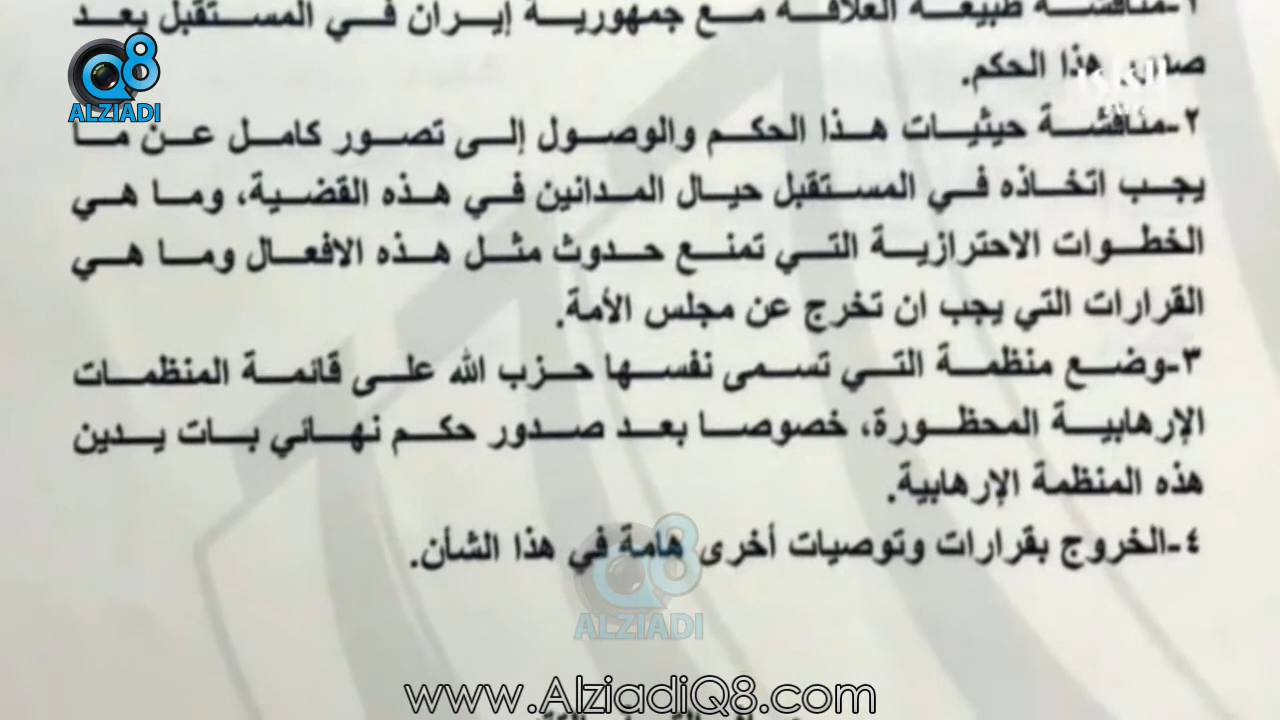 ١-مناقشة طبيعة العلاقة مع جمهورية إيران في المستقبل بعد
صدور هذا الحكم.
٢-مناقشة حيثيات هذا الحكم والوصول إلى تصور كامل عن ما
يجب اتخاذه في المستقبل حيال المدانين في هذه القضية، وما هي
الخطوات الاحترازية التي تمنع حدوث مثل هذه الافعال وما هي
القرارات التي يجب ان تخرج عن مجلس الأمة.
٣-وضع منظمة التي تسمى نفسها حزب الله على قائمة المنظمات
الإرهابية المحظورة، خصوصا بعد صدور حكم نهائي بات يدين
هذه المنظمة الإرهابية.
٤-الخروج بقرارات وتوصيات أخرى هامة في هذا الشأن.
Q8
ALZIADI
Q8
ALZIADI
www.AlziadiQ8.com